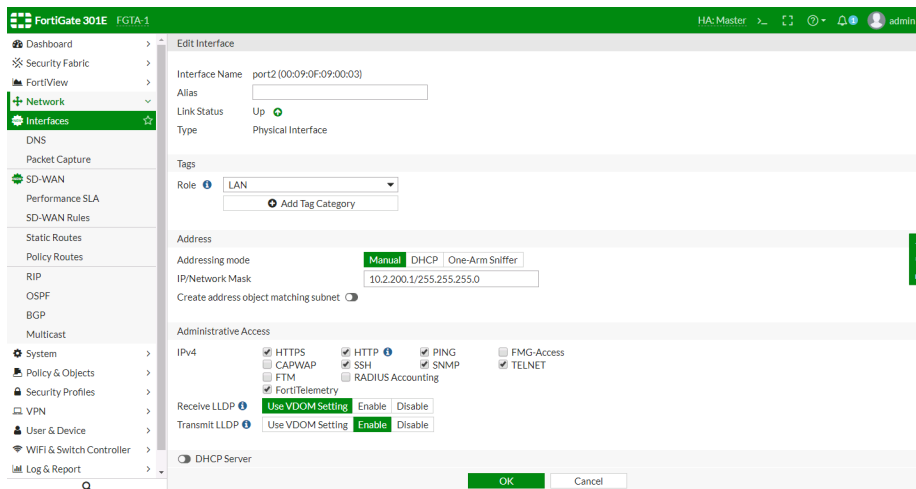 FortiGate 301E FGTA-1 HA: Master >_ admin
Dashboard
Security Fabric
FortiView
Network
Interfaces
DNS
Packet Capture
SD-WAN
Performance SLA
SD-WAN Rules
Static Routes
Policy Routes
RIP
OSPF
BGP
Multicast
System
Policy & Objects
Security Profiles
VPN
User & Device
WiFi & Switch Controller
Log & Report
Edit Interface
Interface Name port2 (00:09:0F:09:00:03)
Alias
Link Status Up
Type Physical Interface
Tags
Role LAN
Add Tag Category
Address
Addressing mode Manual DHCP One-Arm Sniffer
IP/Network Mask 10.2.200.1/255.255.255.0
Create address object matching subnet
Administrative Access
IPv4 HTTPS HTTP PING FMG-Access
CAPWAP SSH SNMP TELNET
FTM RADIUS Accounting
FortiTelemetry
Receive LLDP Use VDOM Setting Enable Disable
Transmit LLDP Use VDOM Setting Enable Disable
DHCP Server
OK Cancel